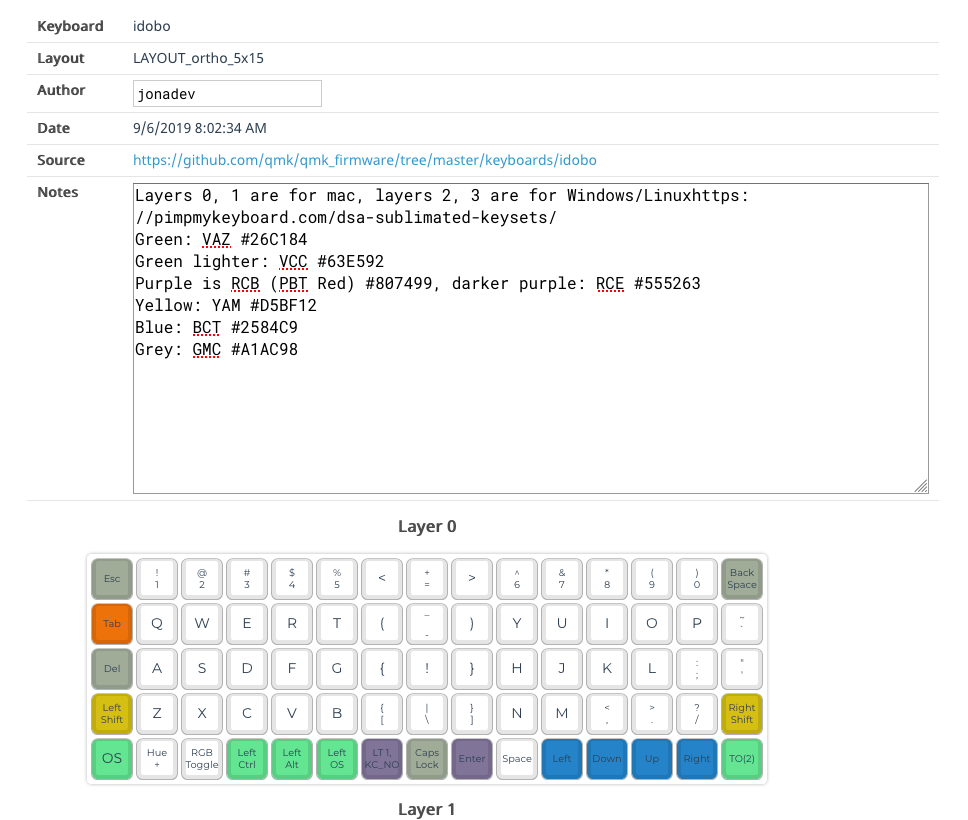 Keyboard idobo
Layout LAYOUT_ortho_5x15
Author jonadev
Date 9/6/2019 8:02:34 AM
Source https://github.com/qmk/qmk_firmware/tree/master/keyboards/idobo
Notes Layers 0, 1 are for mac, layers 2, 3 are for Windows/Linuxhttps:
//pimpmykeyboard.com/dsa-sublimated-keysets/
Green: VAZ #26C184
Green lighter: VCC #63E592
Purple is RCB (PBT Red) #807499, darker purple: RCE #555263
Yellow: YAM #D5BF12
Blue: BCT #2584C9
Grey: GMC #A1AC98
Layer 0
Esc ! 1 @ 2 # 3 $ 4 % 5 < + = > ^ 6 & 7 * 8 ( 9 ) 0 Back Space
Tab Q W E R T ( _ - ) Y U I O P ~ `
Del A S D F G { ! } H J K L : ; " '
Left Shift Z X C V B { [ | \ } ] N M < , > . ? / Right Shift
OS Hue + RGB Toggle Left Ctrl Left Alt Left OS LT 1, KC_NO Caps Lock Enter Space Left Down Up Right TO(2)
Layer 1